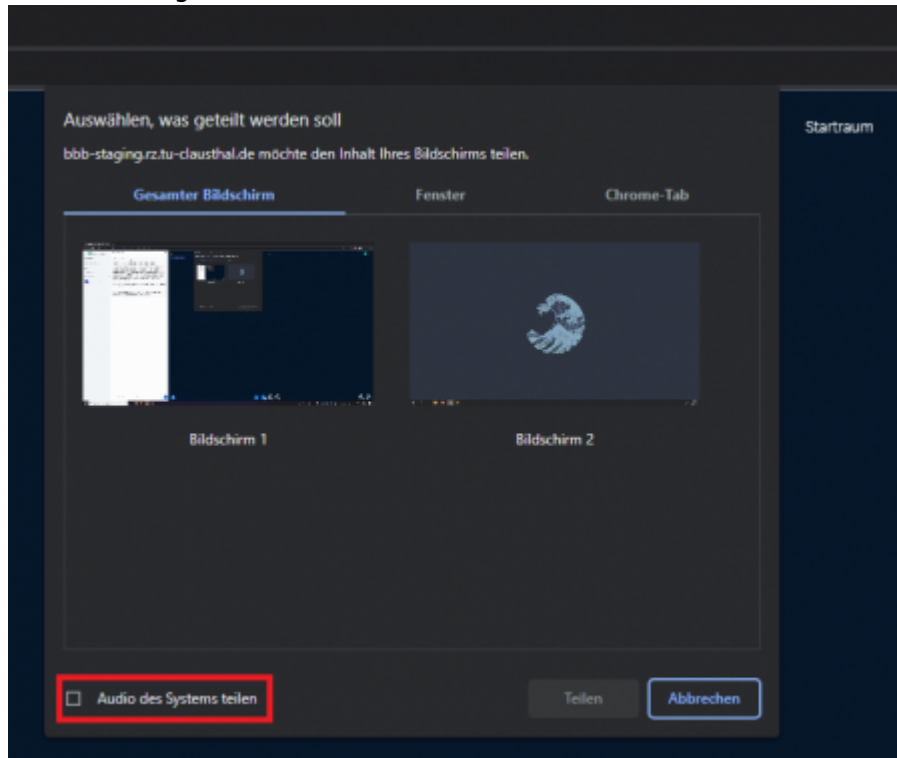 Auswählen, was geteilt werden soll
Startraum
bbb-staging.rz.tu-clausthal.de möchte den Inhalt Ihres Bildschirms teilen.
Gesamter Bildschirm Fenster Chrome-Tab
Bildschirm 1 Bildschirm 2
Audio des Systems teilen Teilen Abbrechen